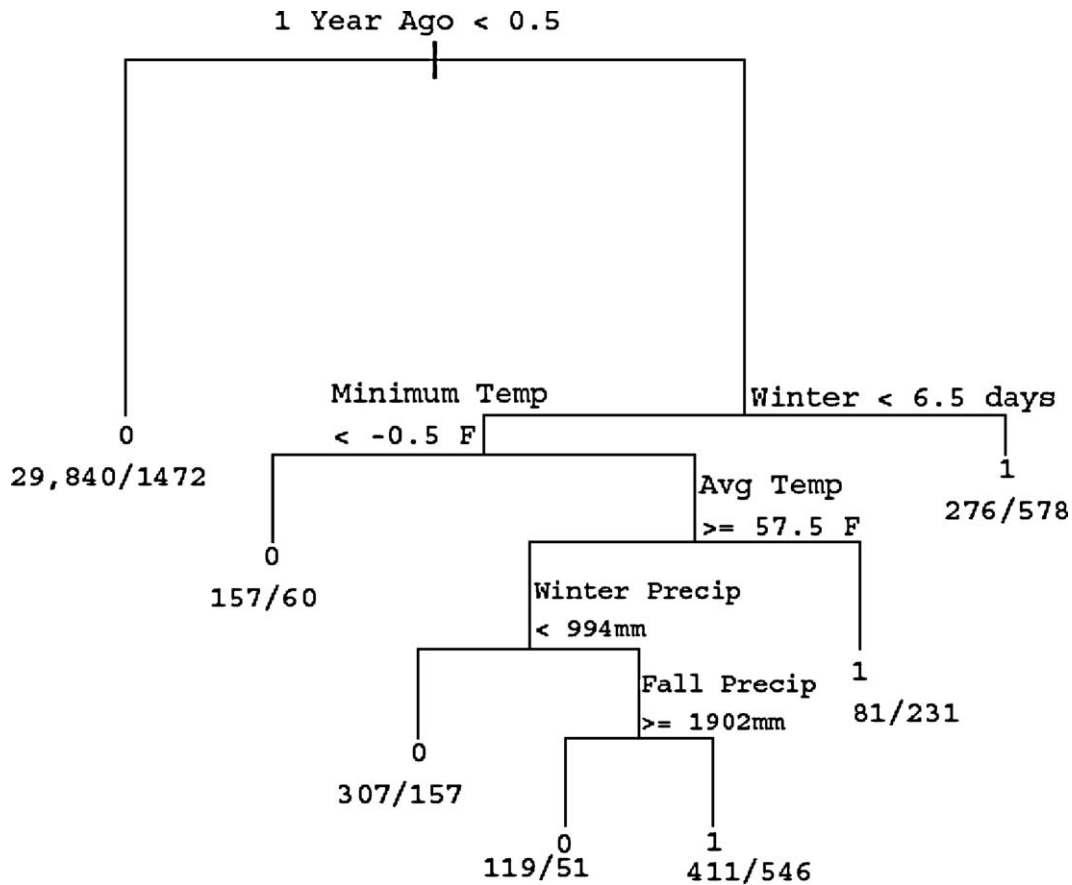 1 Year Ago < 0.5
Minimum Temp
< -0.5 F
Winter < 6.5 days
0
29,840/1472
1
276/578
Avg Temp
>= 57.5 F
0
157/60
Winter Precip
< 994mm
1
81/231
Fall Precip
>= 1902mm
0
307/157
0
119/51
1
411/546